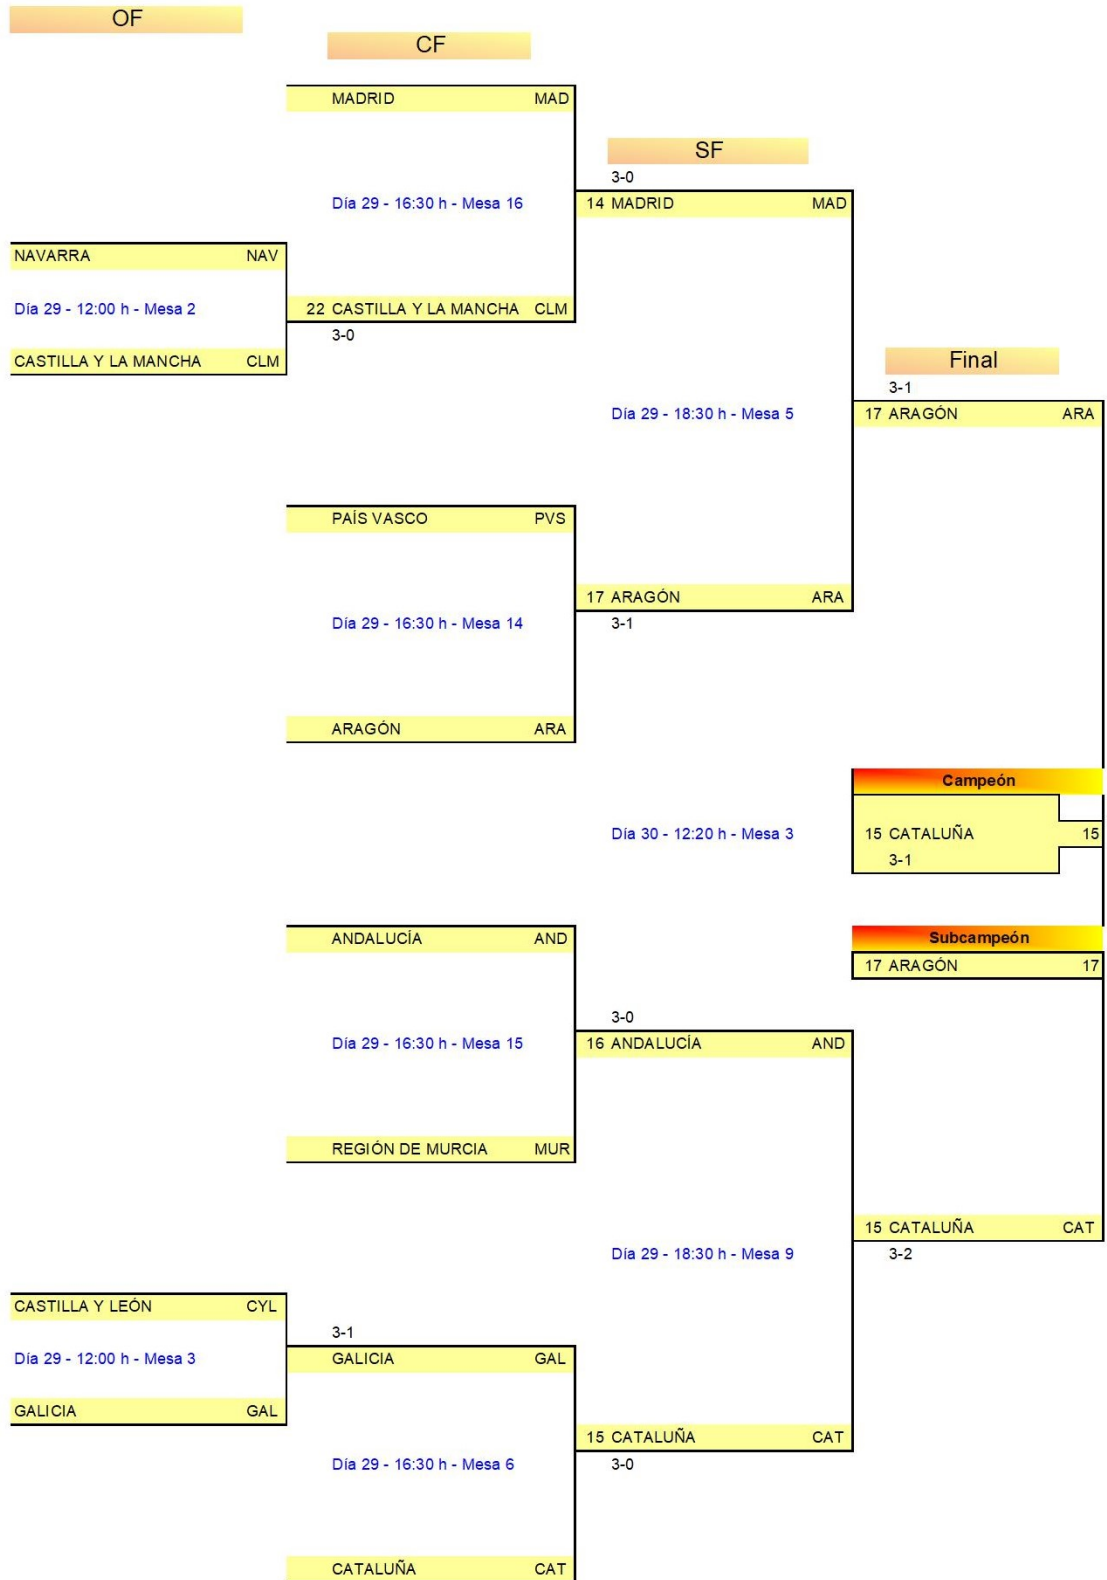 OF
CF
MADRID MAD
SF
3-0
Día 29 - 16:30 h - Mesa 16
14 MADRID MAD
NAVARRA NAV
Día 29 - 12:00 h - Mesa 2
22 CASTILLA Y LA MANCHA CLM
3-0
CASTILLA Y LA MANCHA CLM
Final
3-1
Día 29 - 18:30 h - Mesa 5
17 ARAGÓN ARA
PAÍS VASCO PVS
17 ARAGÓN ARA
Día 29 - 16:30 h - Mesa 14
3-1
ARAGÓN ARA
Campeón
Día 30 - 12:20 h - Mesa 3
15 CATALUÑA 15
3-1
ANDALUCÍA AND
Subcampeón
17 ARAGÓN 17
3-0
Día 29 - 16:30 h - Mesa 15
16 ANDALUCÍA AND
REGIÓN DE MURCIA MUR
15 CATALUÑA CAT
Día 29 - 18:30 h - Mesa 9
3-2
CASTILLA Y LEÓN CYL
3-1
Día 29 - 12:00 h - Mesa 3
GALICIA GAL
GALICIA GAL
15 CATALUÑA CAT
Día 29 - 16:30 h - Mesa 6
3-0
CATALUÑA CAT